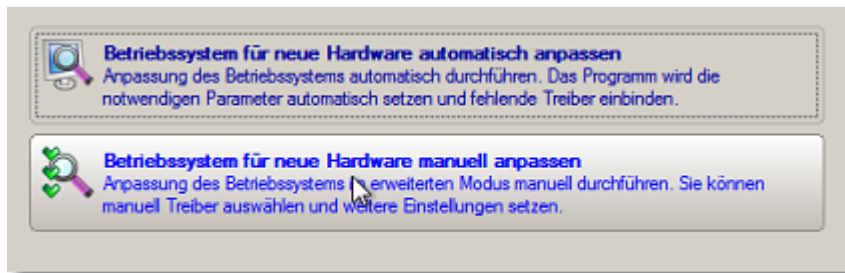 Betriebssystem für neue Hardware automatisch anpassen
Anpassung des Betriebssystems automatisch durchführen. Das Programm wird die
notwendigen Parameter automatisch setzen und fehlende Treiber einbinden.
Betriebssystem für neue Hardware manuell anpassen
Anpassung des Betriebssystems erweiterten Modus manuell durchführen. Sie können
manuell Treiber auswählen und weitere Einstellungen setzen.